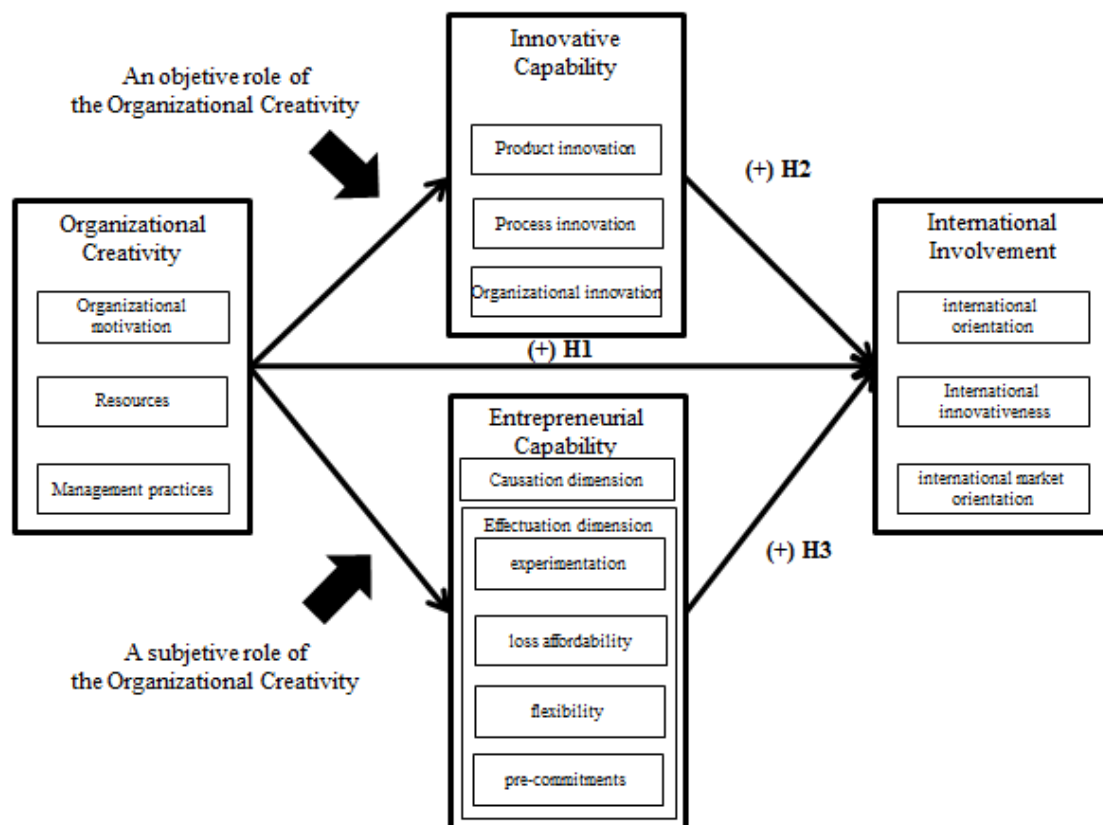 An objetive role of
the Organizational Creativity
Innovative
Capability
Product innovation
Process innovation
Organizational innovation
(+) H2
Organizational
Creativity
Organizational
motivation
Resources
Management practices
(+) H1
International
Involvement
international
orientation
International
innovativeness
international market
orientation
Entrepreneurial
Capability
Causation dimension
Effectuation dimension
experimentation
loss affordability
flexibility
pre-commitments
(+) H3
A subjetive role of
the Organizational Creativity